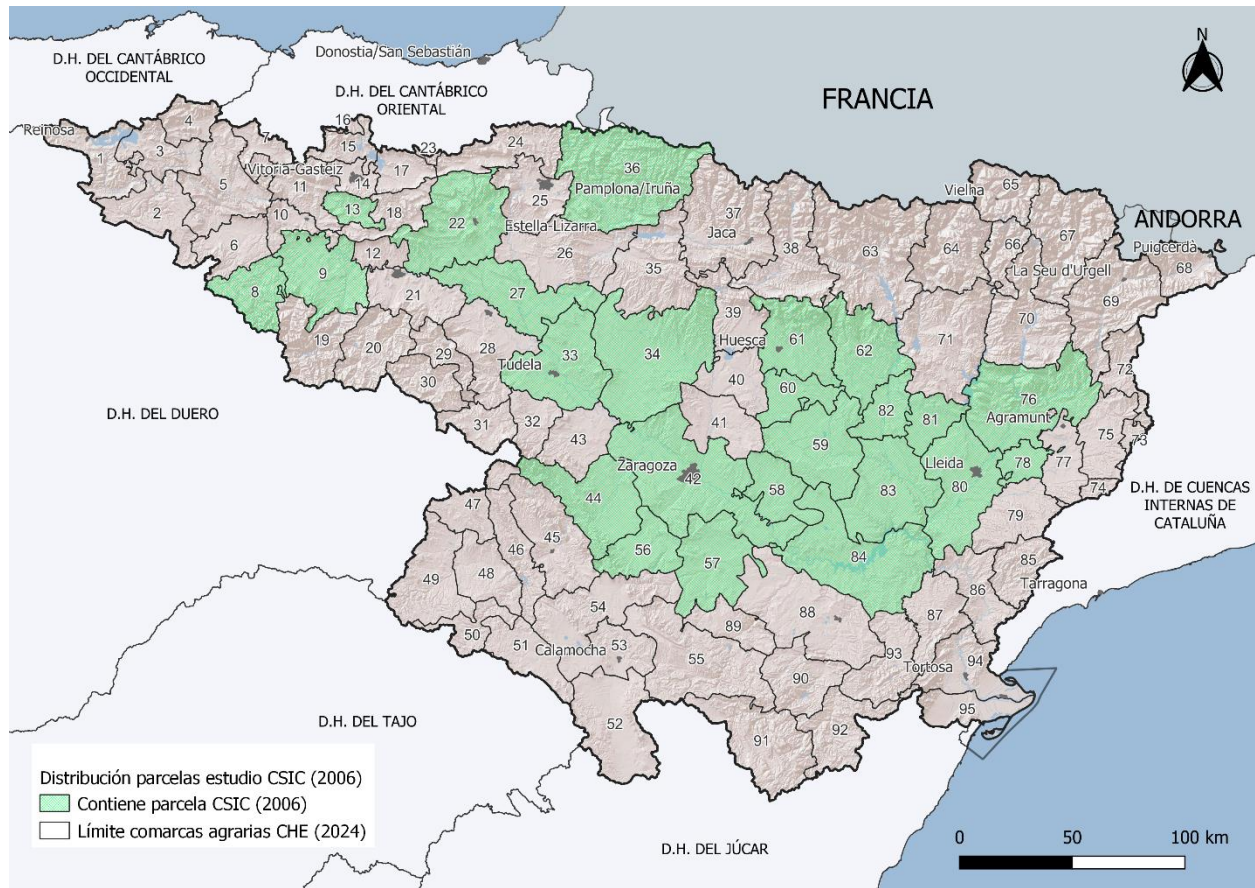 D.H. DEL CANTÁBRICO
OCCIDENTAL
Donostia/San Sebastián
D.H. DEL CANTÁBRICO
ORIENTAL
FRANCIA
N
Reinosa
4
7
16
15
23
24
1
3
Vitoria-Gasteiz
17
36
Vielha
65
5
11
14
25
Pamplona/Iruña
ANDORRA
2
10
13
18
22
Estella-Lizarra
37
Jaca
38
63
64
66
67
Puigcerdà
6
12
26
35
La Seu d'Urgell
68
8
9
21
27
39
69
19
20
29
28
33
34
Huesca
61
62
71
70
30
Tudela
40
60
82
81
76
Agramunt
72
31
32
43
41
59
75
73
D.H. DEL DUERO
Zaragoza
42
58
83
Lleida
80
78
77
74
D.H. DE CUENCAS
INTERNAS DE
CATALUÑA
44
47
46
45
56
57
84
79
49
48
85
Tarragona
54
88
87
86
50
51
Calamocha
53
55
89
93
Tortosa
94
90
95
52
91
92
D.H. DEL TAJO
D.H. DEL JÚCAR
Distribución parcelas estudio CSIC (2006)
Contiene parcela CSIC (2006)
Límite comarcas agrarias CHE (2024)
0 50 100 km